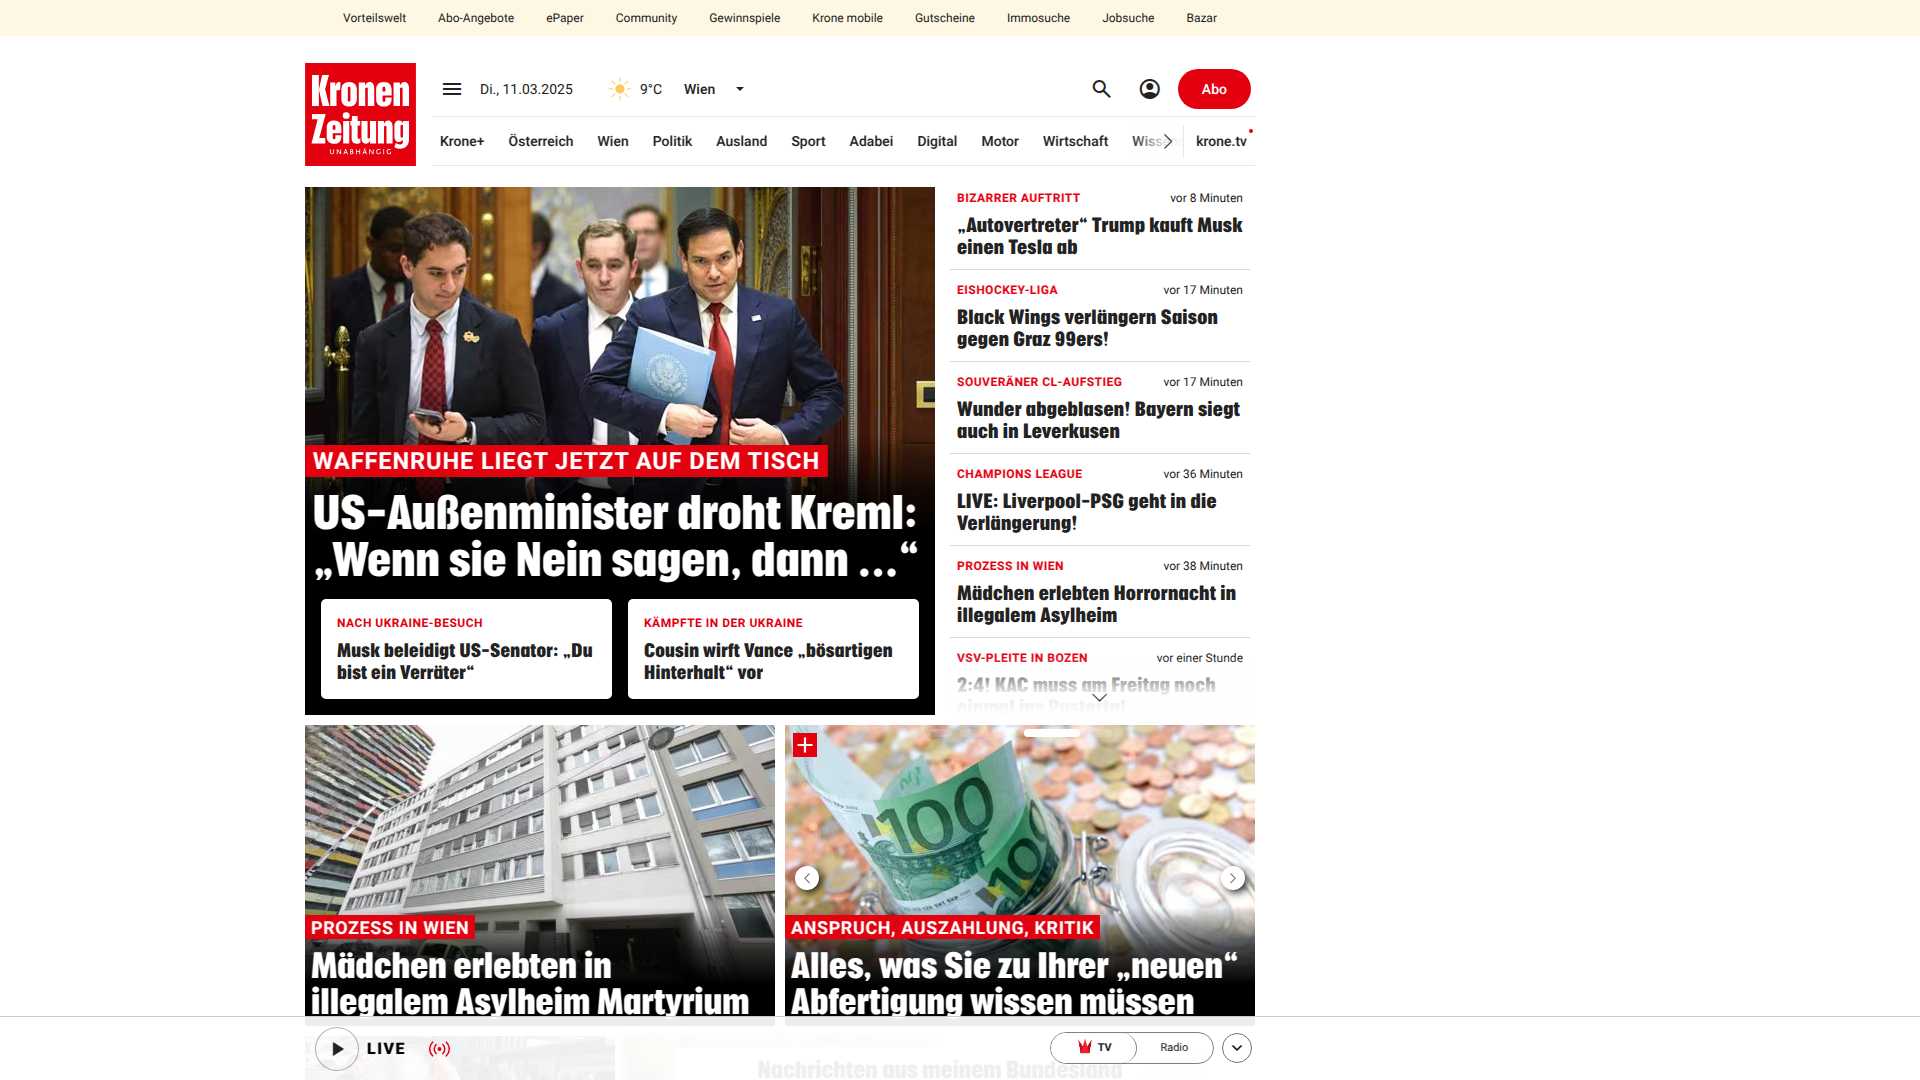 Vorteilswelt Abo-Angebote ePaper Community Gewinnspiele Krone mobile Gutscheine Immosuche Jobsuche Bazar
Kronen
Zeitung
UNABHÄNGIG
Di., 11.03.2025 9°C Wien Abo
Krone+ Österreich Wien Politik Ausland Sport Adabei Digital Motor Wirtschaft krone.tv
WAFFENRUHE LIEGT JETZT AUF DEM TISCH
US-Außenminister droht Kreml:
„Wenn sie Nein sagen, dann ...“
NACH UKRAINE-BESUCH
Musk beleidigt US-Senator: „Du
bist ein Verräter“
KÄMPFTE IN DER UKRAINE
Cousin wirft Vance „bösartigen
Hinterhalt“ vor
BIZARRER AUFTRITT vor 8 Minuten
„Autovertreter“ Trump kauft Musk
einen Tesla ab
EISHOCKEY-LIGA vor 17 Minuten
Black Wings verlängern Saison
gegen Graz 99ers!
SOUVERÄNER CL-AUFSTIEG vor 17 Minuten
Wunder abgeblasen! Bayern siegt
auch in Leverkusen
CHAMPIONS LEAGUE vor 36 Minuten
LIVE: Liverpool-PSG geht in die
Verlängerung!
PROZESS IN WIEN vor 38 Minuten
Mädchen erlebten Horrornacht in
illegalem Asylheim
VSV-PLEITE IN BOZEN vor einer Stunde
2:4! KAC muss am Freitag noch
PROZESS IN WIEN
Mädchen erlebten in
illegalem Asylheim Martyrium
100
100
ANSPRUCH, AUSZAHLUNG, KRITIK
Alles, was Sie zu Ihrer „neuen“
Abfertigung wissen müssen
LIVE TV Radio
Nachrichten aus meinem Bundesland